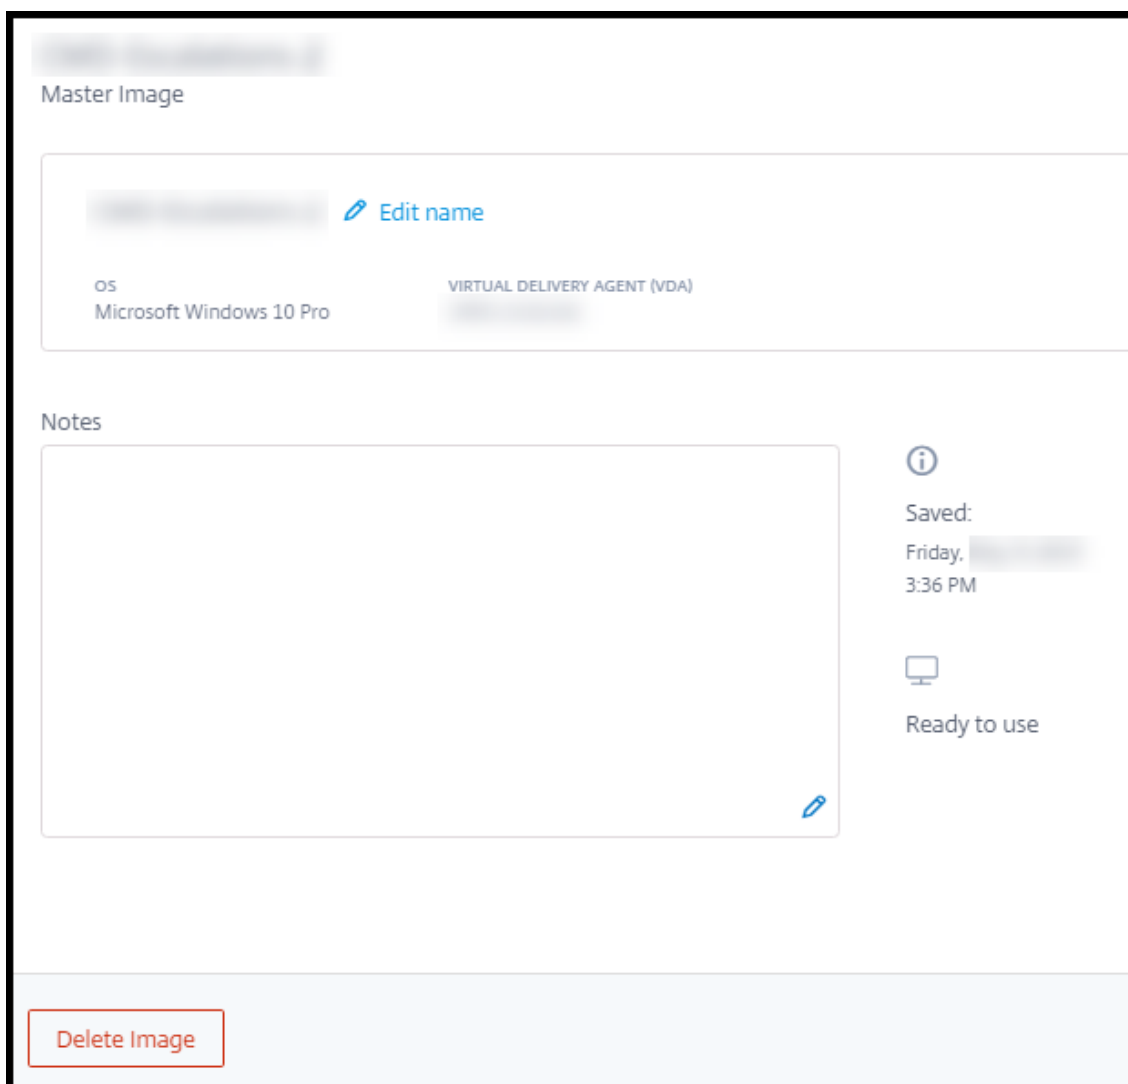 Master Image
Edit name
OS
VIRTUAL DELIVERY AGENT (VDA)
Microsoft Windows 10 Pro
Notes
Saved:
Friday,
3:36 PM
Ready to use
Delete Image